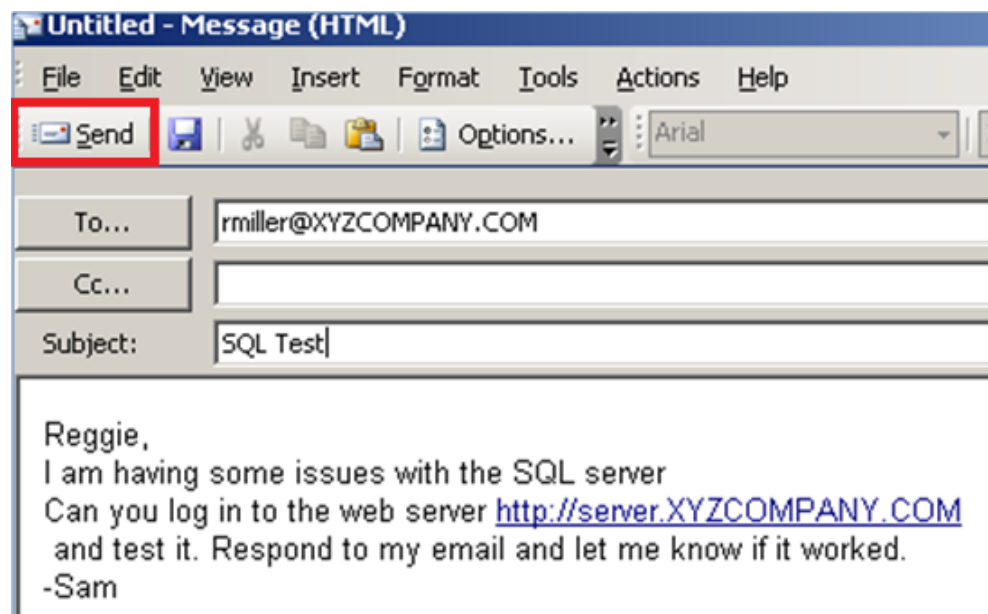 Untitled - Message (HTML)
File Edit View Insert Format Tools Actions Help
Send Options... Arial
To... rmiller@XYZCOMPANY.COM
Cc...
Subject: SQL Test
Reggie,
I am having some issues with the SQL server
Can you log in to the web server http://server.XYZCOMPANY.COM
and test it. Respond to my email and let me know if it worked.
-Sam